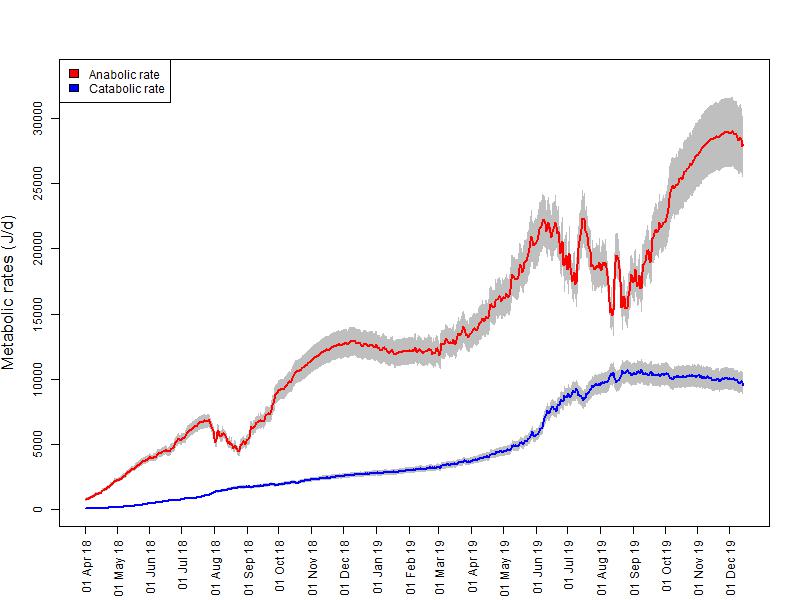 Anabolic rate
Catabolic rate
Metabolic rates (J/d)
30000
25000
20000
15000
10000
5000
0
01 Apr 18
01 May 18
01 Jun 18
01 Jul 18
01 Aug 18
01 Sep 18
01 Oct 18
01 Nov 18
01 Dec 18
01 Jan 19
01 Feb 19
01 Mar 19
01 Apr 19
01 May 19
01 Jun 19
01 Jul 19
01 Aug 19
01 Sep 19
01 Oct 19
01 Nov 19
01 Dec 19